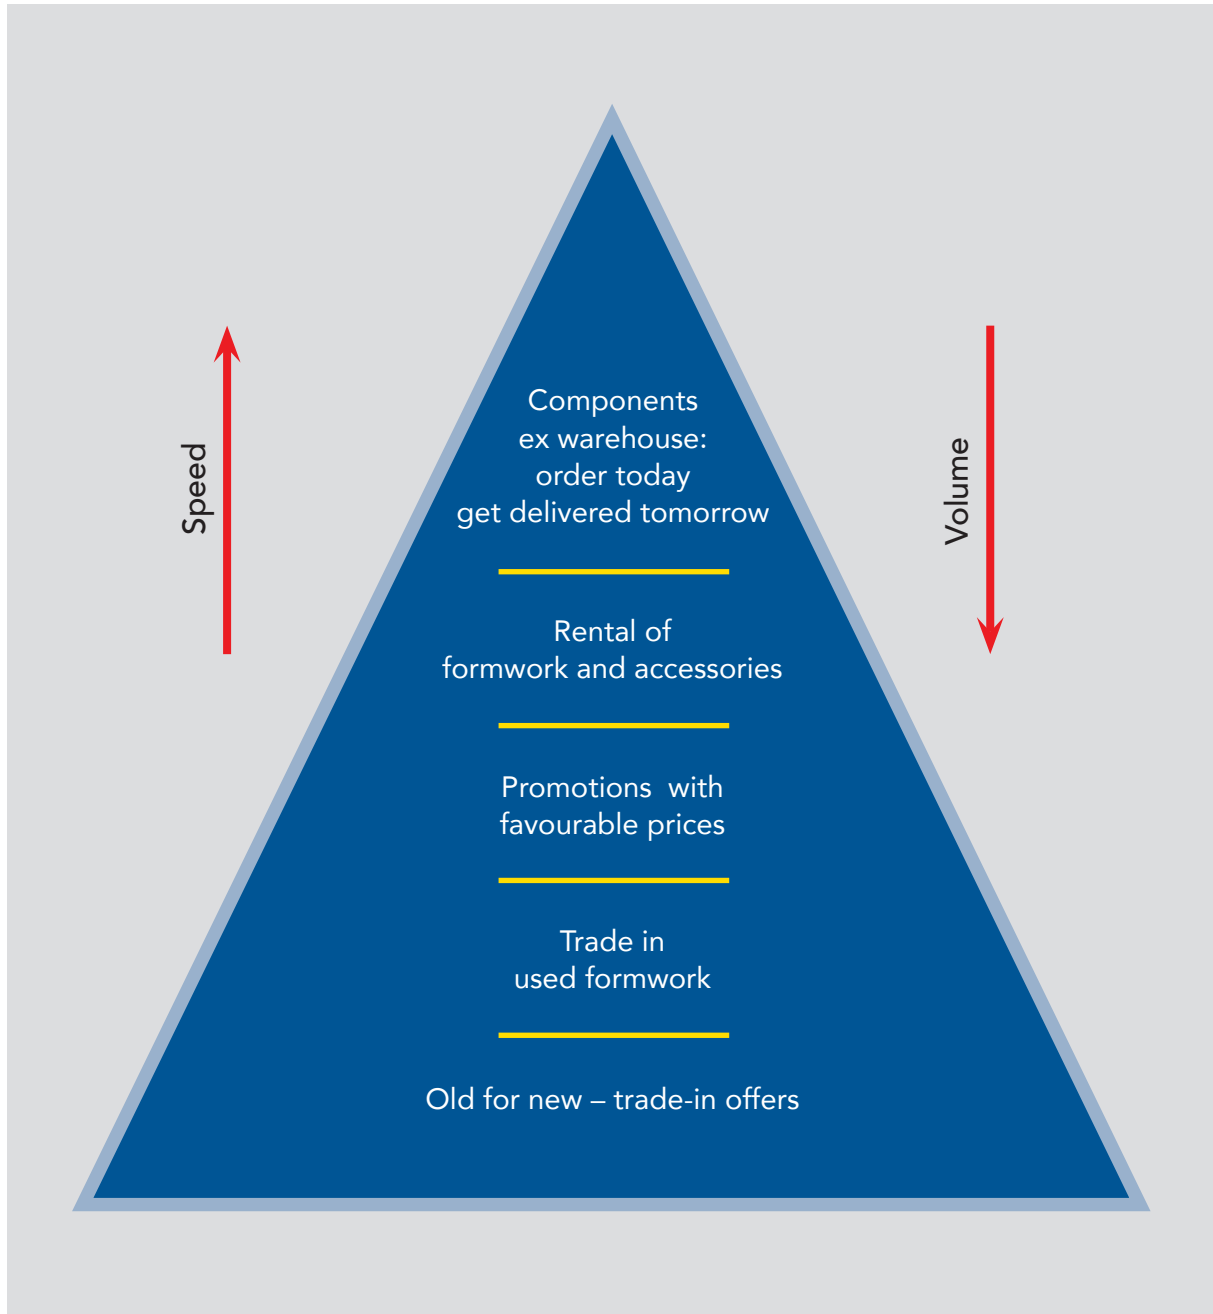 Components
ex warehouse:
order today
get delivered tomorrow
Speed
Volume
Rental of
formwork and accessories
Promotions  with
favourable prices
Trade in
used formwork
Old for new – trade-in offers